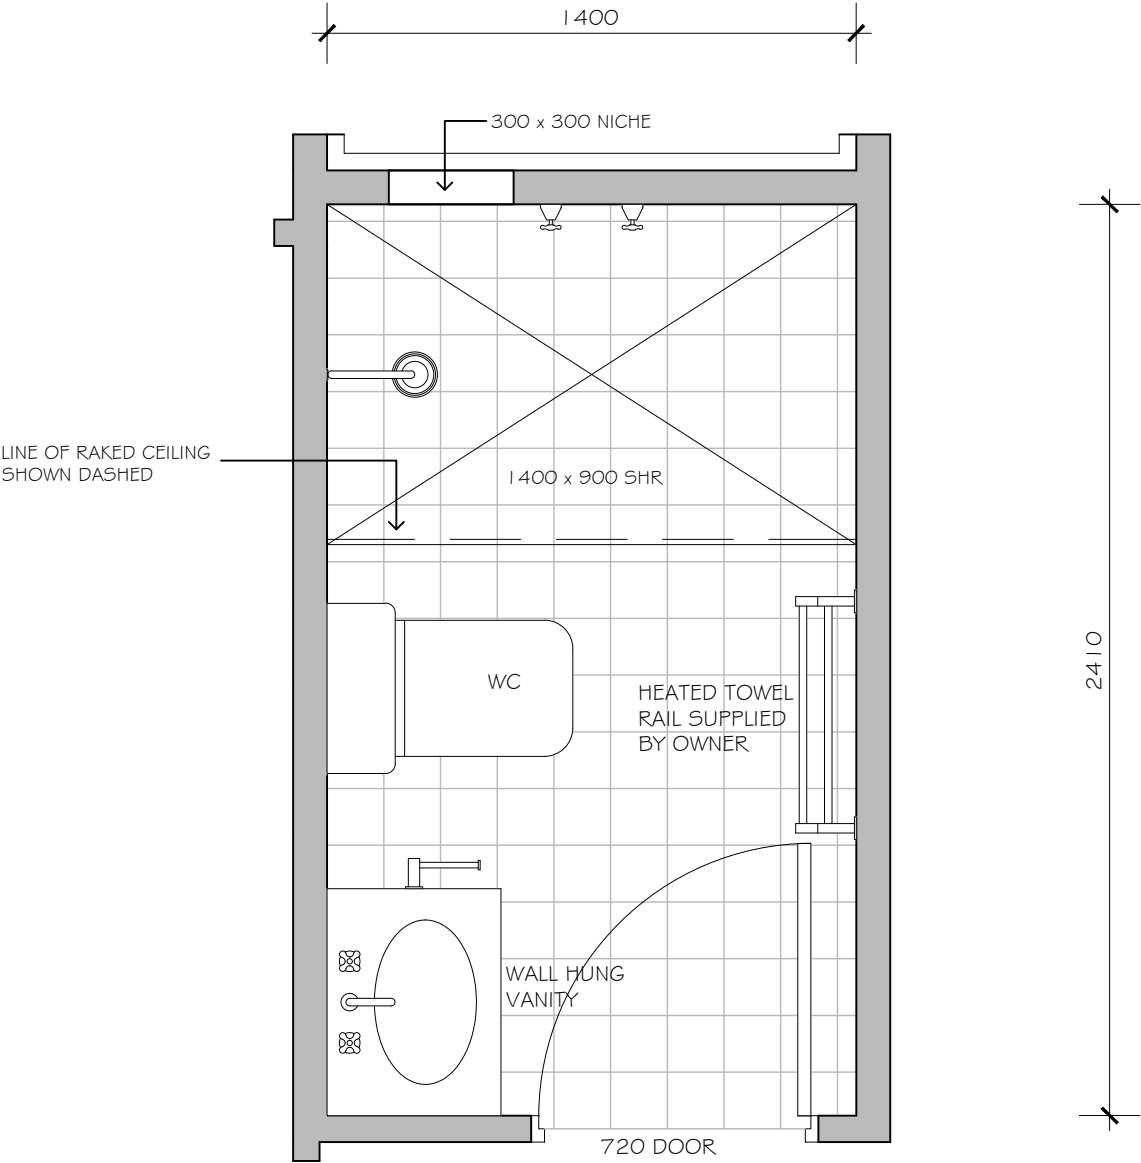 1400
300 x 300 NICHE
LINE OF RAKED CEILING
SHOWN DASHED
1400 x 900 SHR
2410
WC
HEATED TOWEL
RAIL SUPPLIED
BY OWNER
WALL HUNG
VANITY
720 DOOR